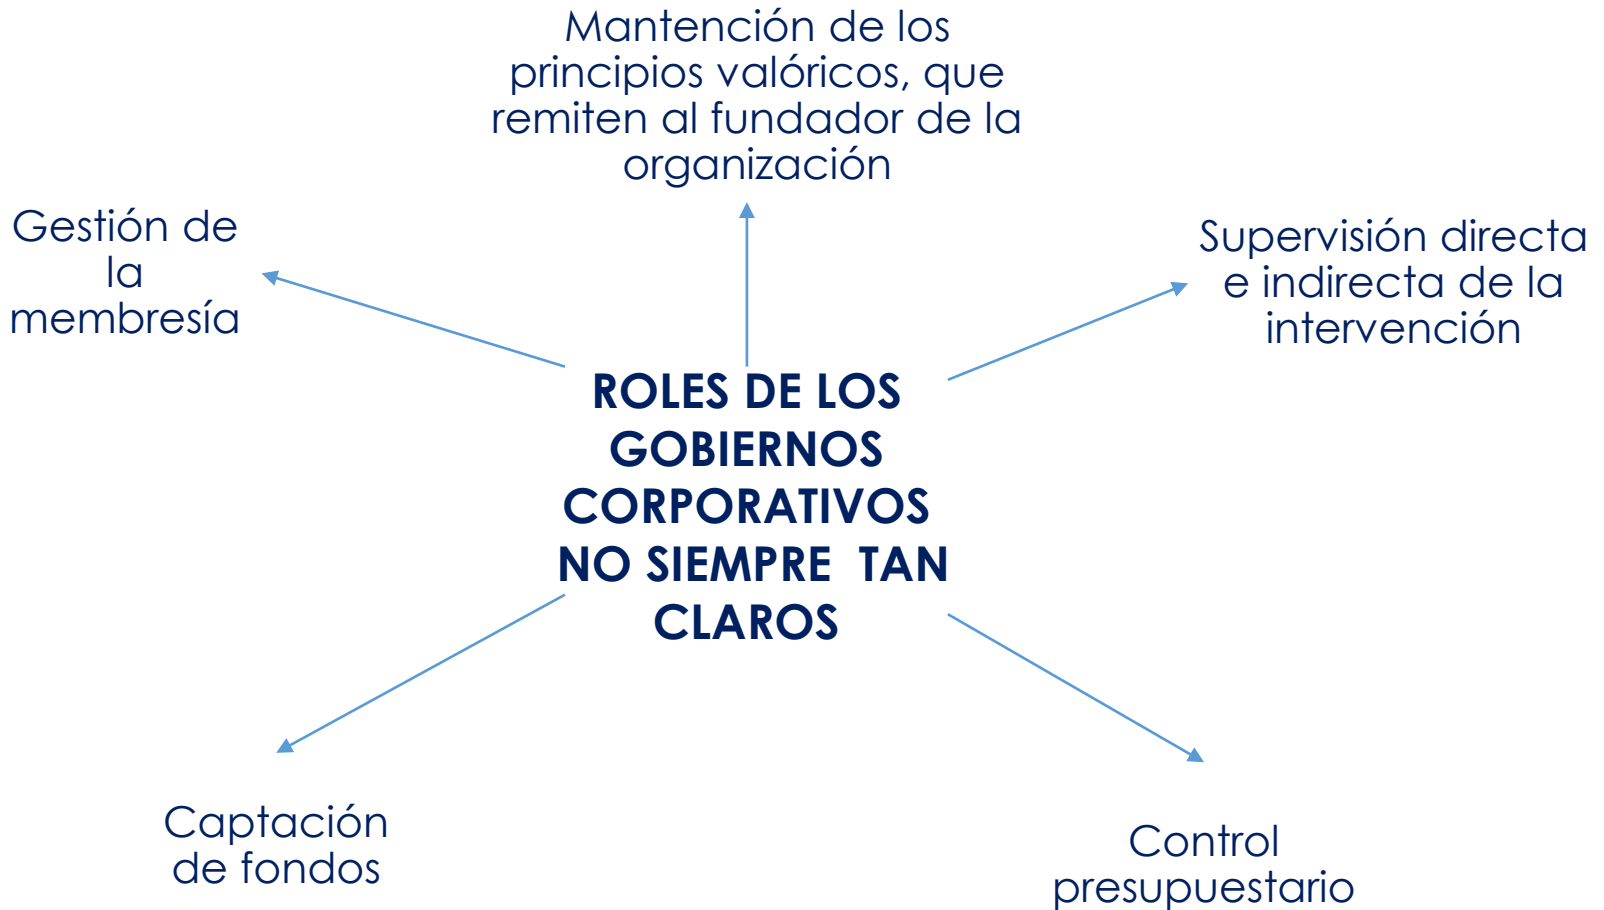 Mantención de los
principios valóricos, que
remiten al fundador de la
organización
Gestión de
la
membresía
Supervisión directa
e indirecta de la
intervención
ROLES DE LOS
GOBIERNOS
CORPORATIVOS
NO SIEMPRE  TAN
CLAROS
Captación
de fondos
Control
presupuestario